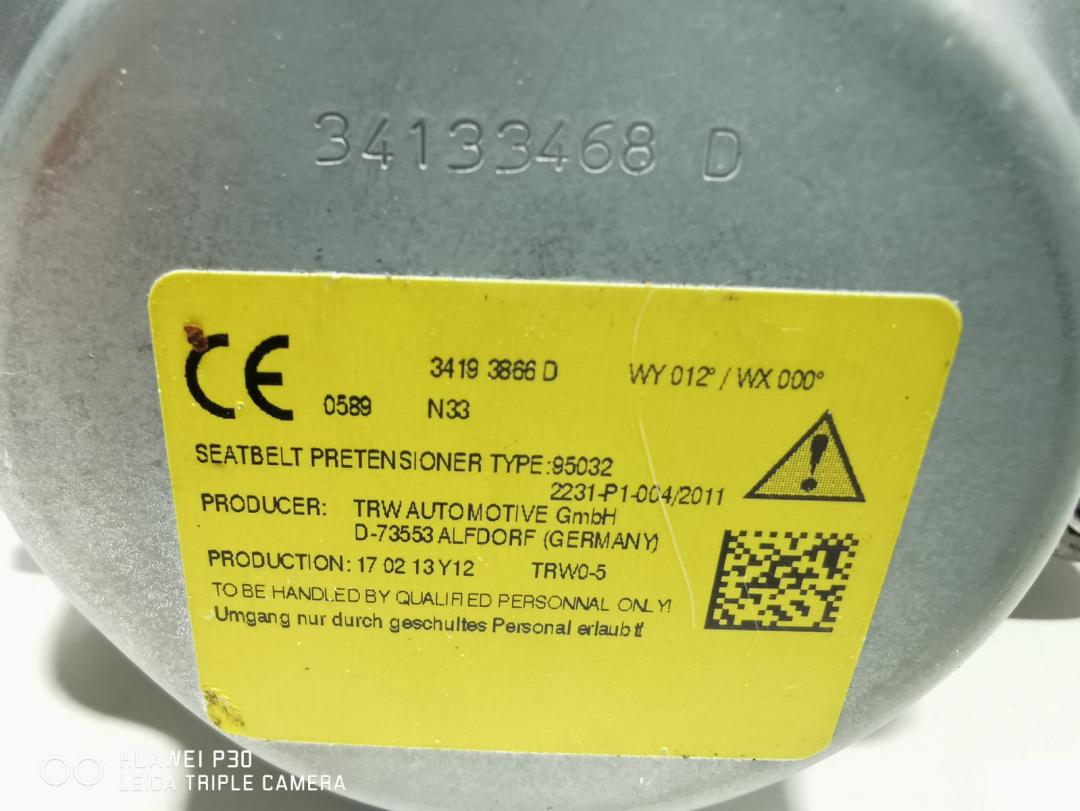 34133468 D
CE 0589 3419 3866 D WY 012° / WX 000°
N33
SEATBELT PRETENSIONER TYPE:95032
2231-P1-004/2011
PRODUCER: TRW AUTOMOTIVE GmbH
D-73553 ALFDORF (GERMANY)
PRODUCTION: 17 02 13 Y12 TRW0-5
TO BE HANDLED BY QUALIFIED PERSONNAL ONLY!
Umgang nur durch geschultes Personal erlaubt!
HUAWEI P30
LEICA TRIPLE CAMERA